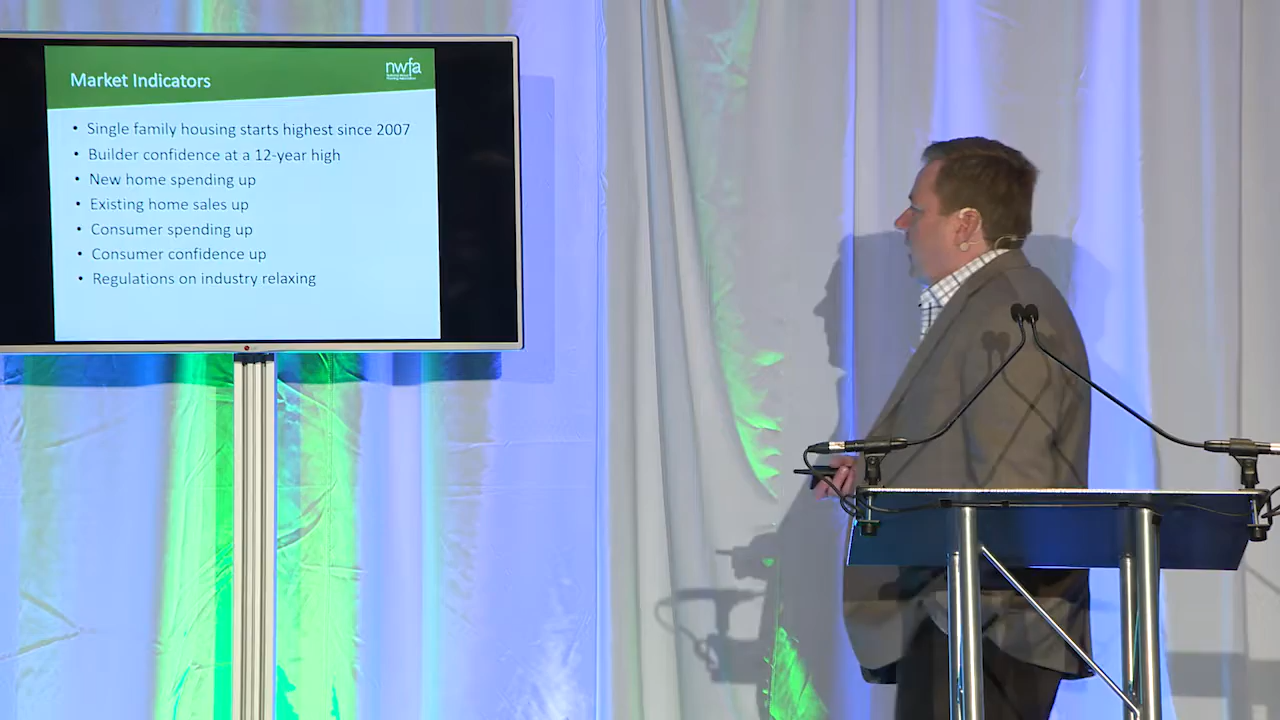 Market Indicators
nwfa
• Single family housing starts highest since 2007
• Builder confidence at a 12-year high
• New home spending up
• Existing home sales up
• Consumer spending up
• Consumer confidence up
• Regulations on industry relaxing